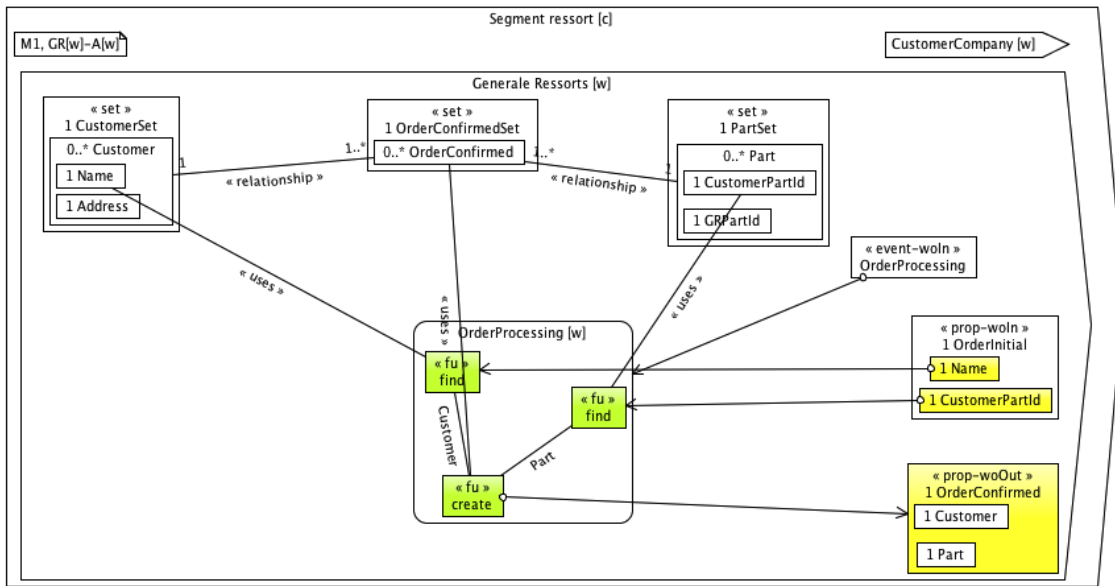 Segment ressort [c]
M1, GR[w]-A[w]
CustomerCompany [w]
Generale Ressorts [w]
« set »
1 CustomerSet
0..* Customer
1 Name
1 Address
« set »
1 OrderConfirmedSet
0..* OrderConfirmed
« set »
1 PartSet
0..* Part
1 CustomerPartId
1 GRPartId
1
1..*
« relationship »
1..*
1
« relationship »
« event-woIn »
OrderProcessing
« uses »
« uses »
« uses »
OrderProcessing [w]
« fu »
find
« fu »
find
Customer
Part
« fu »
create
« prop-woIn »
1 OrderInitial
1 Name
1 CustomerPartId
« prop-woOut »
1 OrderConfirmed
1 Customer
1 Part